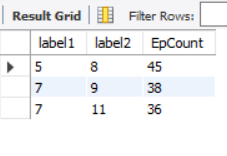 Result Grid Filter Rows:
label1 label2 EpCount
5 8 45
7 9 38
7 11 36